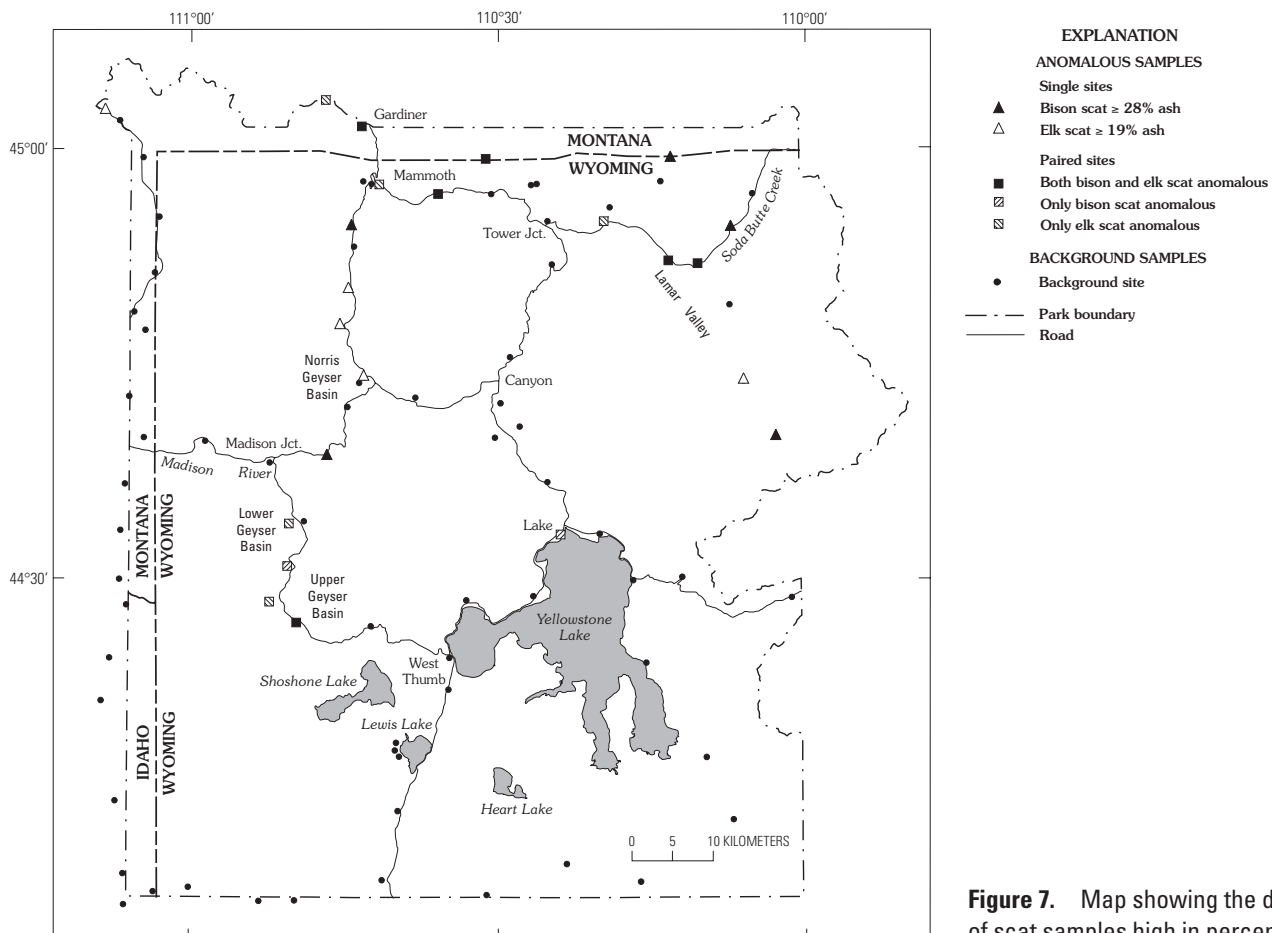 111°00′
110°30′
110°00′
45°00′
44°30′
Gardiner
MONTANA
WYOMING
Mammoth
Tower Jct.
Soda Butte Creek
Lamar Valley
Norris
Geyser
Basin
Canyon
Madison Jct.
Madison
River
MONTANA
WYOMING
Lower
Geyser
Basin
Lake
Upper
Geyser
Basin
Yellowstone
Lake
West
Thumb
Shoshone Lake
Lewis Lake
IDAHO
WYOMING
Heart Lake
0 5 10 KILOMETERS
EXPLANATION
ANOMALOUS SAMPLES
Single sites
Bison scat ≥ 28% ash
Elk scat ≥ 19% ash
Paired sites
Both bison and elk scat anomalous
Only bison scat anomalous
Only elk scat anomalous
BACKGROUND SAMPLES
Background site
Park boundary
Road
Figure 7. Map showing the d
of scat samples high in percen